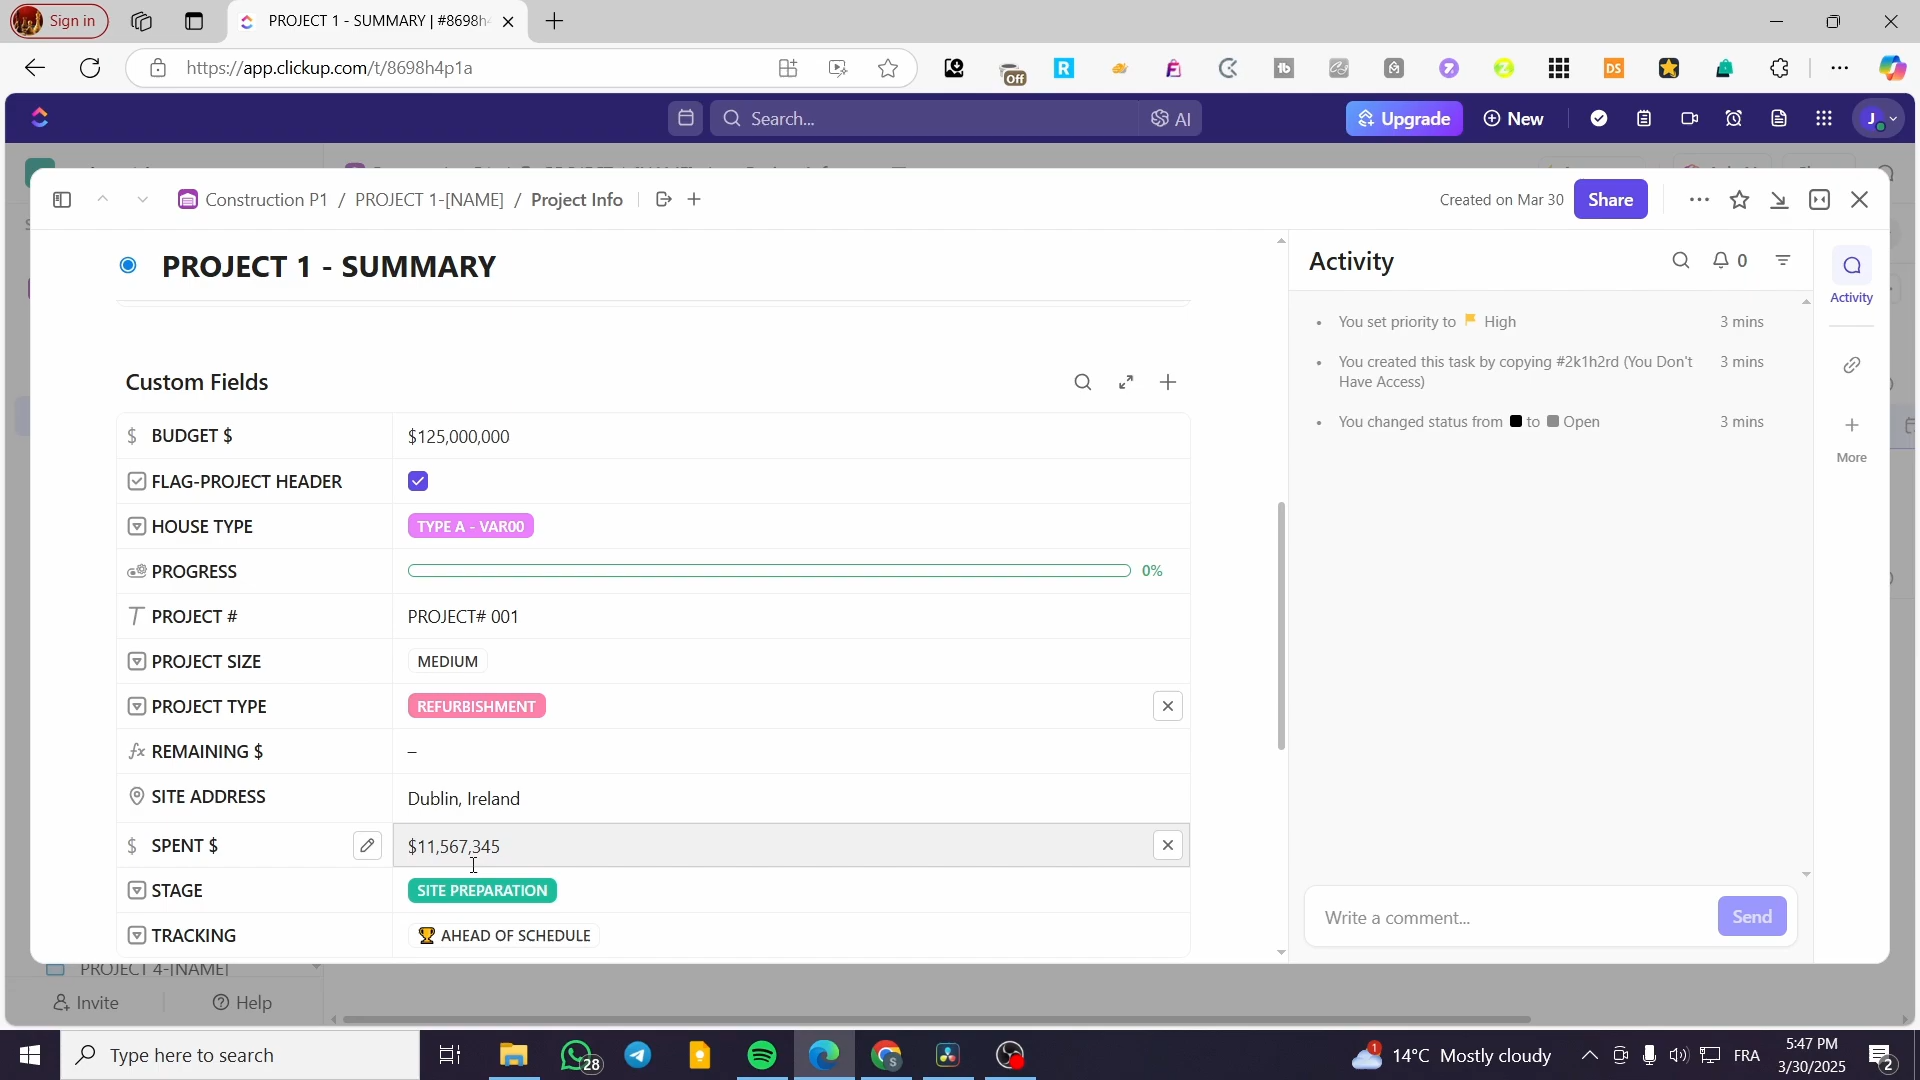 Sign in
PROJECT 1 - SUMMARY | #8698h
https://app.clickup.com/t/8698h4p1a
Off
Search...
AI
Upgrade
New
J
Construction P1 / PROJECT 1-[NAME] / Project Info
Created on Mar 30
Share
PROJECT 1 - SUMMARY
Custom Fields
BUDGET $
$125,000,000
FLAG-PROJECT HEADER
HOUSE TYPE
TYPE A - VAR00
PROGRESS
0%
PROJECT #
PROJECT# 001
PROJECT SIZE
MEDIUM
PROJECT TYPE
REFURBISHMENT
REMAINING $
–
SITE ADDRESS
Dublin, Ireland
SPENT $
$11,567,345
STAGE
SITE PREPARATION
TRACKING
AHEAD OF SCHEDULE
Activity
0
You set priority to High
3 mins
You created this task by copying #2k1h2rd (You Don't
Have Access)
3 mins
You changed status from to Open
3 mins
Write a comment...
Send
Activity
More
PROJECT 4-[NAME]
Invite
Help
Type here to search
28
1
14°C Mostly cloudy
FRA
5:47 PM
3/30/2025
2